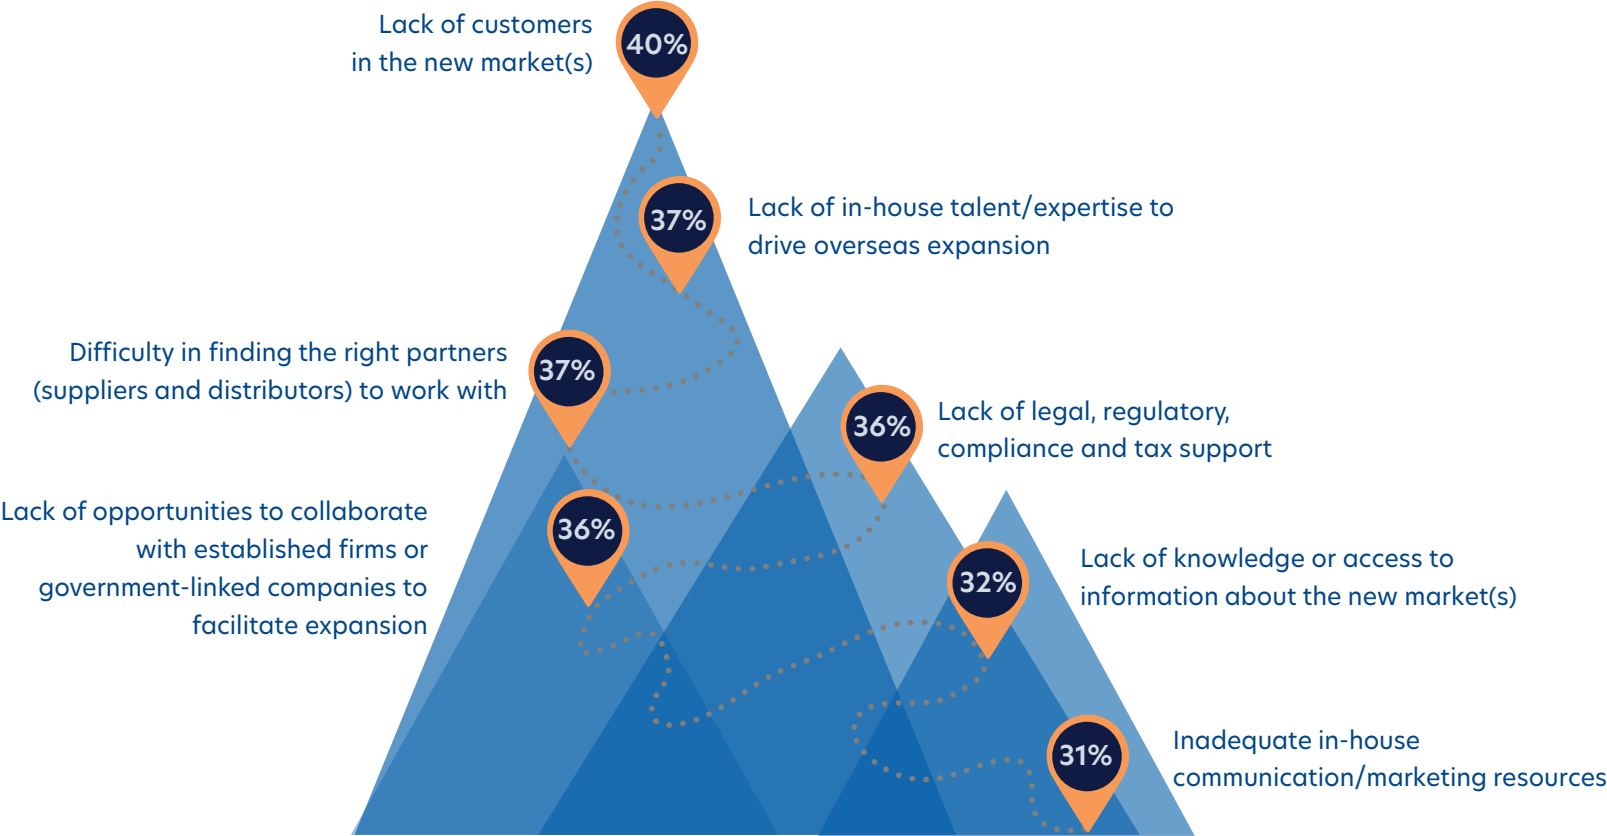 Lack of customers
in the new market(s)
40%
37%
Lack of in-house talent/expertise to
drive overseas expansion
Difficulty in finding the right partners
(suppliers and distributors) to work with
37%
36%
Lack of legal, regulatory,
compliance and tax support
Lack of opportunities to collaborate
with established firms or
government-linked companies to
facilitate expansion
36%
32%
Lack of knowledge or access to
information about the new market(s)
31%
Inadequate in-house
communication/marketing resources